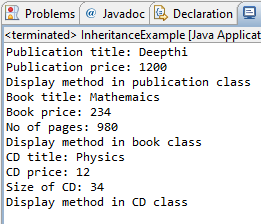 Problems @ Javadoc Declaration
<terminated> InheritanceExample [Java Applicat
Publication title: Deepthi
Publication price: 1200
Display method in publication class
Book title: Mathemaics
Book price: 234
No of pages: 980
Display method in book class
CD title: Physics
CD price: 12
Size of CD: 34
Display method in CD class